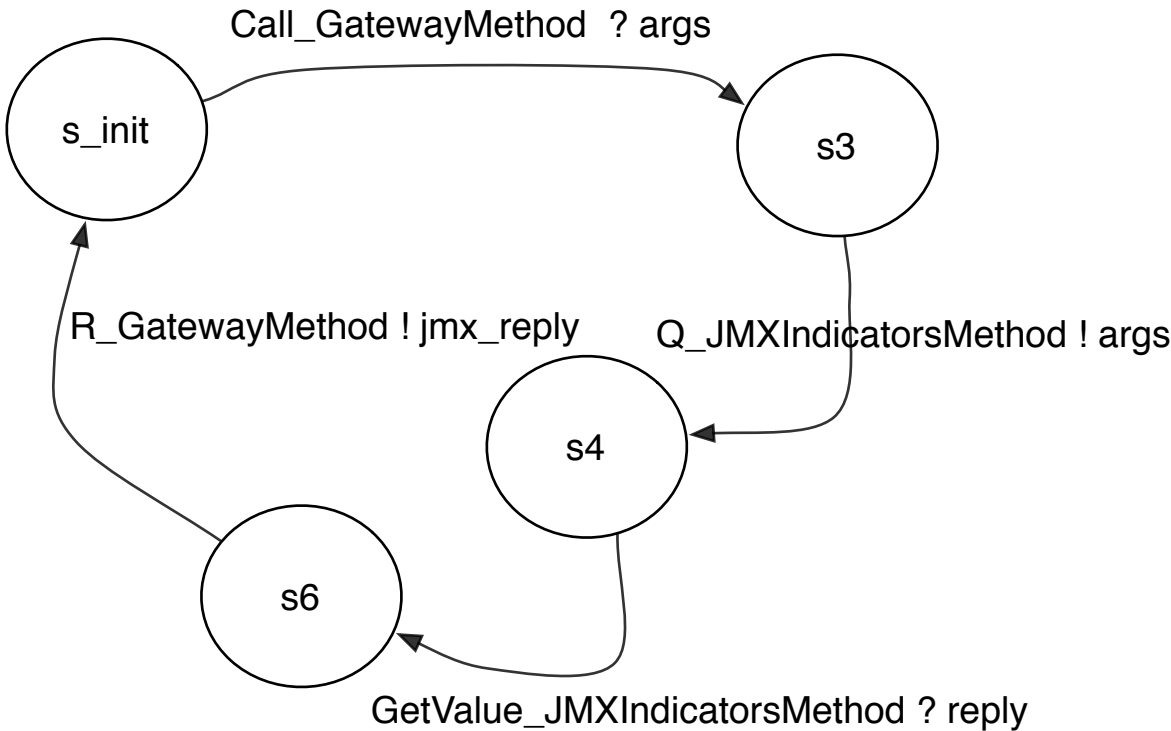 Call_GatewayMethod ? args
s_init
s3
R_GatewayMethod ! jmx_reply
Q_JMXIndicatorsMethod ! args
s4
s6
GetValue_JMXIndicatorsMethod ? reply